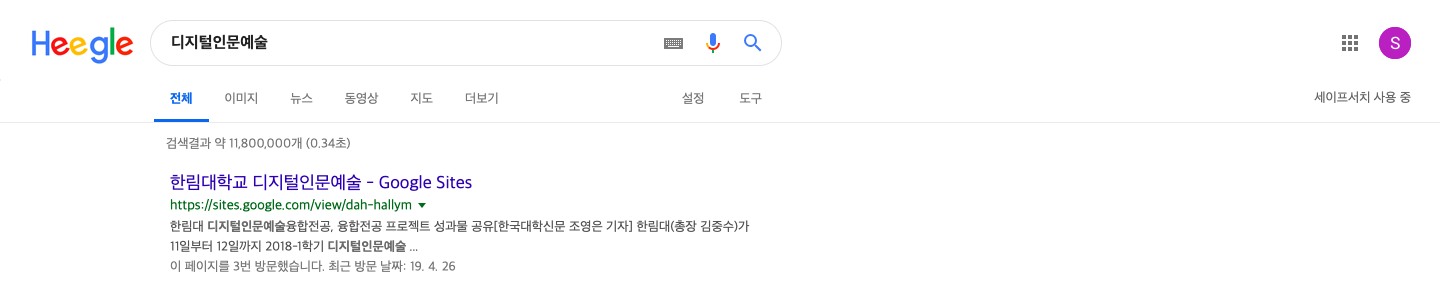 Heegle
디지털인문예술
S
전체 이미지 뉴스 동영상 지도 더보기 설정 도구 세이프서치 사용 중
검색결과 약 11,800,000개 (0.34초)
한림대학교 디지털인문예술 - Google Sites
https://sites.google.com/view/dah-hallym
한림대 디지털인문예술융합전공, 융합전공 프로젝트 성과물 공유[한국대학신문 조영은 기자] 한림대(총장 김중수)가
11일부터 12일까지 2018-1학기 디지털인문예술 ...
이 페이지를 3번 방문했습니다. 최근 방문 날짜: 19. 4. 26